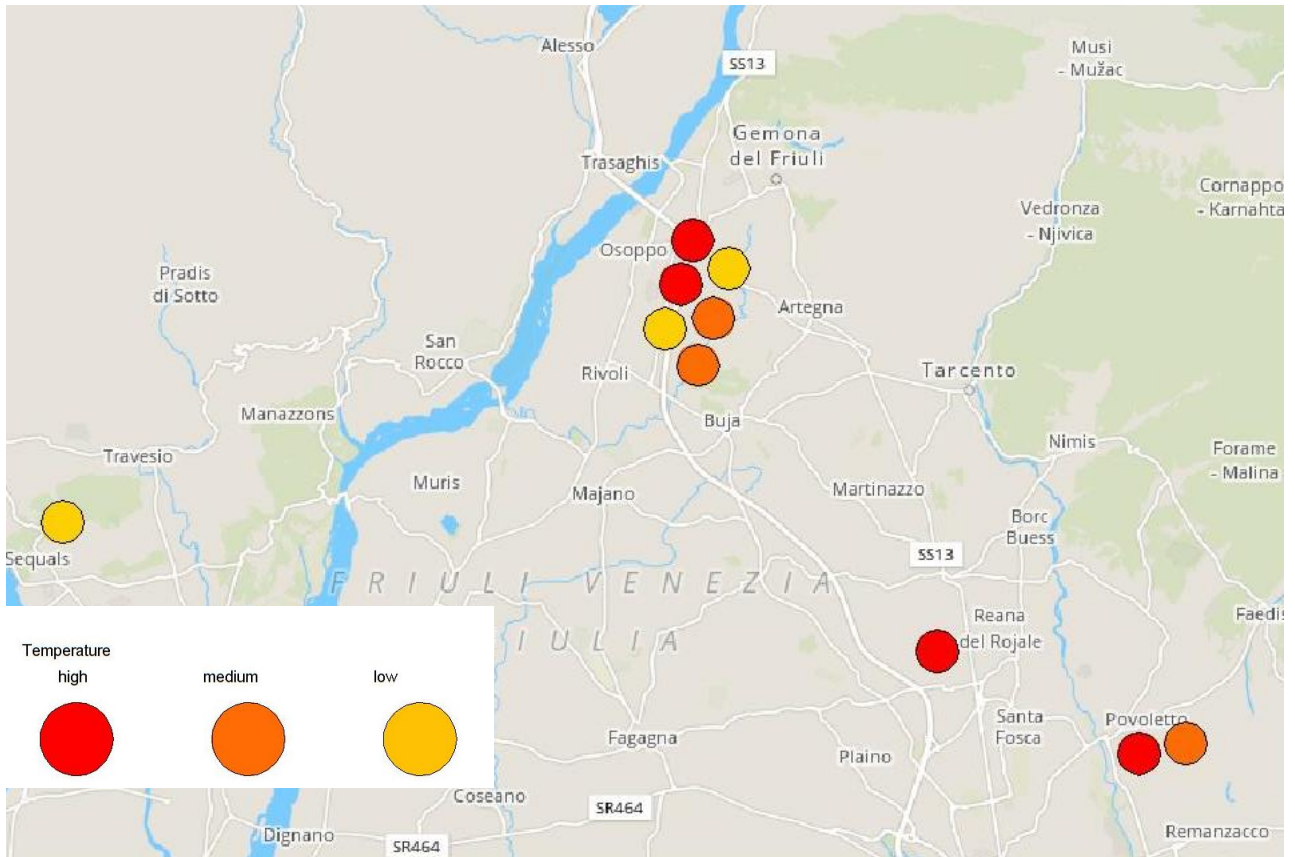 Alesso
SS13
Musi
- Mužac
Gemona
del Friuli
Trasaghis
Cornappo
- Karnahta
Vedronza
- Njivica
Osoppo
Pradis
di Sotto
Artegna
San
Rocco
Rivoli
Tarcento
Manazzons
Buja
Nimis
Travesio
Forame
- Malina
Muris
Majano
Martinazzo
Borc
Buess
Sequals
SS13
FRIULI VENEZIA
IULIA
Reana
del Rojale
Faedis
Temperature
high medium low
Santa
Fosca
Povoletto
Fagagna
Plaino
Coseano
SR464
Dignano
SR464
Remanzacco